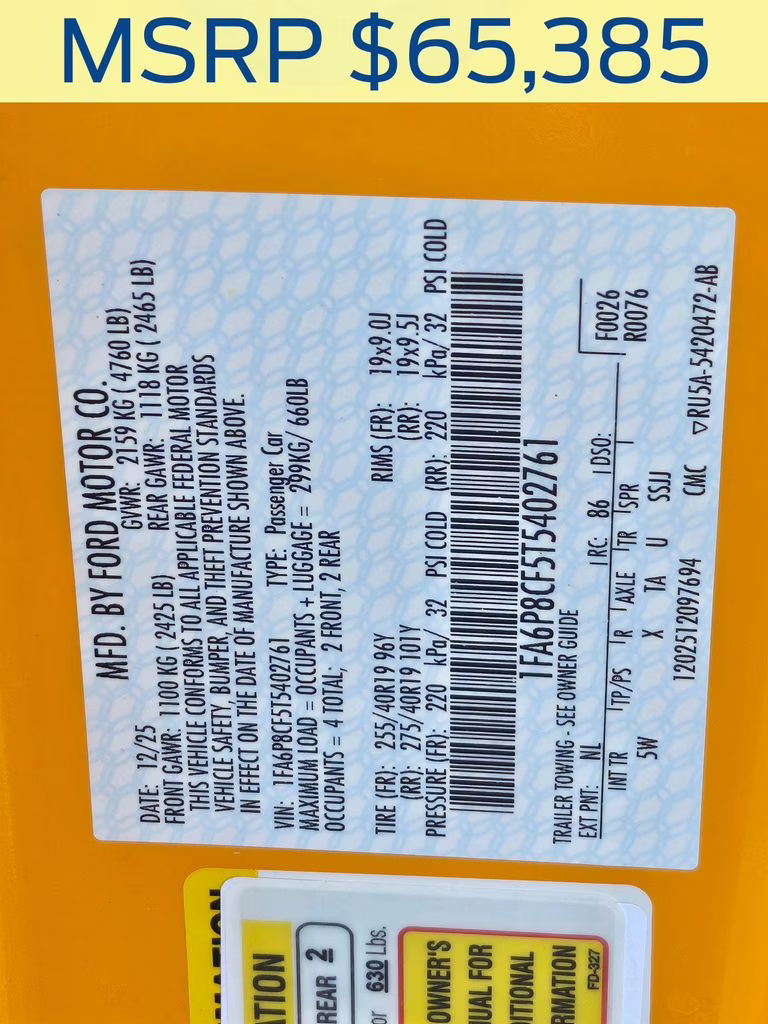 MSRP $65,385
MFD. BY FORD MOTOR CO.
DATE: 12/25 GVWR: 2159 KG ( 4760 LB)
FRONT GAWR: 1100 KG ( 2425 LB) REAR GAWR: 1118 KG ( 2465 LB)
THIS VEHICLE CONFORMS TO ALL APPLICABLE FEDERAL MOTOR
VEHICLE SAFETY, BUMPER, AND THEFT PREVENTION STANDARDS
IN EFFECT ON THE DATE OF MANUFACTURE SHOWN ABOVE.
VIN: 1FA6P8CF5T5402761 TYPE: Passenger Car
MAXIMUM LOAD = OCCUPANTS + LUGGAGE = 299KG/ 660LB
OCCUPANTS = 4 TOTAL; 2 FRONT, 2 REAR
TIRE (FR): 255/40R19 96Y RIMS (FR): 19x9.0J
(RR): 275/40R19 101Y (RR): 19x9.5J
PRESSURE (FR): 220 kPa/ 32 PSI COLD (RR): 220 kPa/ 32 PSI COLD
1FA6P8CF5T5402761
TRAILER TOWING - SEE OWNER GUIDE
EXT PNT: NL RC: 86 DSO: F0026
R0076
INT TR TP/PS R AXLE TR SPR
5W X TA U SSJJ
1202512097694 CMC ▽RU5A-5420472-AB
MATION
ATION
REAR 2
or 630 Lbs.
OWNER'S
UAL FOR
ITIONAL
RMATION
FD-327